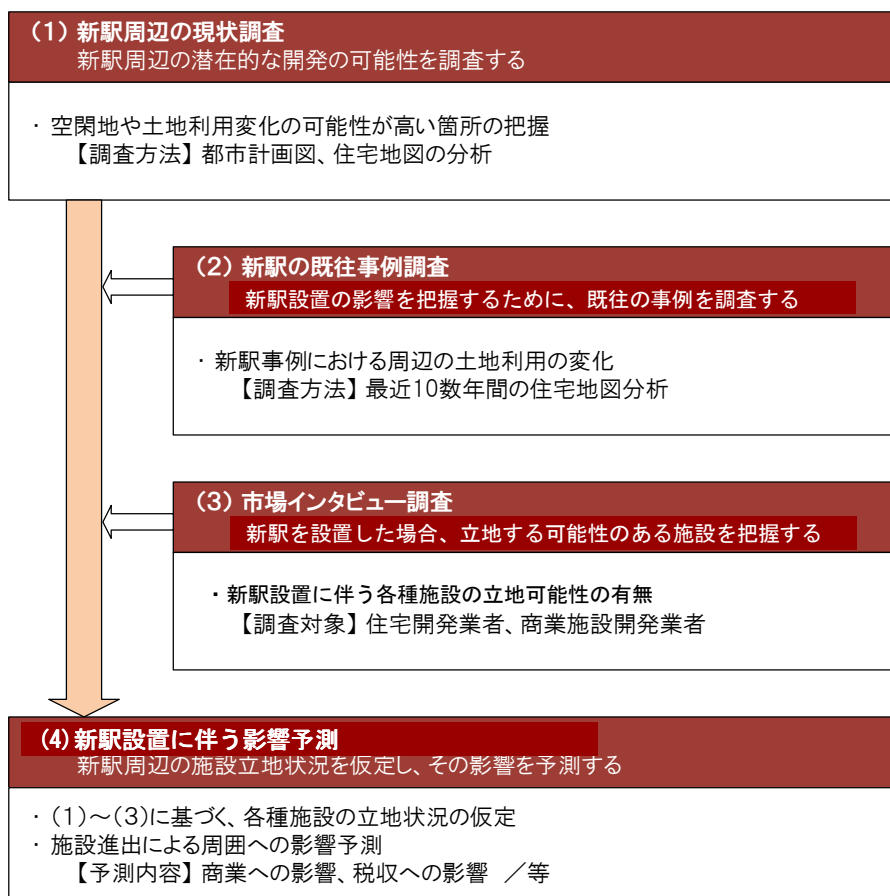 (1) 新駅周辺の現状調査
新駅周辺の潜在的な開発の可能性を調査する
・ 空閑地や土地利用変化の可能性が高い箇所の把握
【調査方法】都市計画図、住宅地図の分析
(2) 新駅の既往事例調査
新駅設置の影響を把握するために、既往の事例を調査する
・ 新駅事例における周辺の土地利用の変化
【調査方法】最近10数年間の住宅地図分析
(3) 市場インタビュー調査
新駅を設置した場合、立地する可能性のある施設を把握する
・新駅設置に伴う各種施設の立地可能性の有無
【調査対象】住宅開発業者、商業施設開発業者
(4)新駅設置に伴う影響予測
新駅周辺の施設立地状況を仮定し、その影響を予測する
・ (1)～(3)に基づく、各種施設の立地状況の仮定
・ 施設進出による周囲への影響予測
【予測内容】商業への影響、税収への影響 ／等